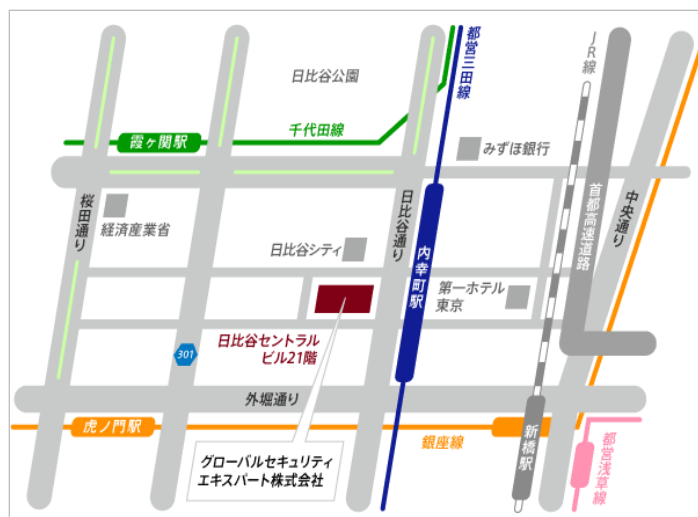 都営三田線
JR線
日比谷公園
千代田線
霞ヶ関駅
みずほ銀行
桜田通り
経済産業省
日比谷通り
首都高速道路
中央通り
日比谷シティ
内幸町駅
第一ホテル
東京
日比谷セントラル
ビル21階
301
外堀通り
虎ノ門駅
銀座線
新橋駅
都営浅草線
グローバルセキュリティ
エキスパート株式会社